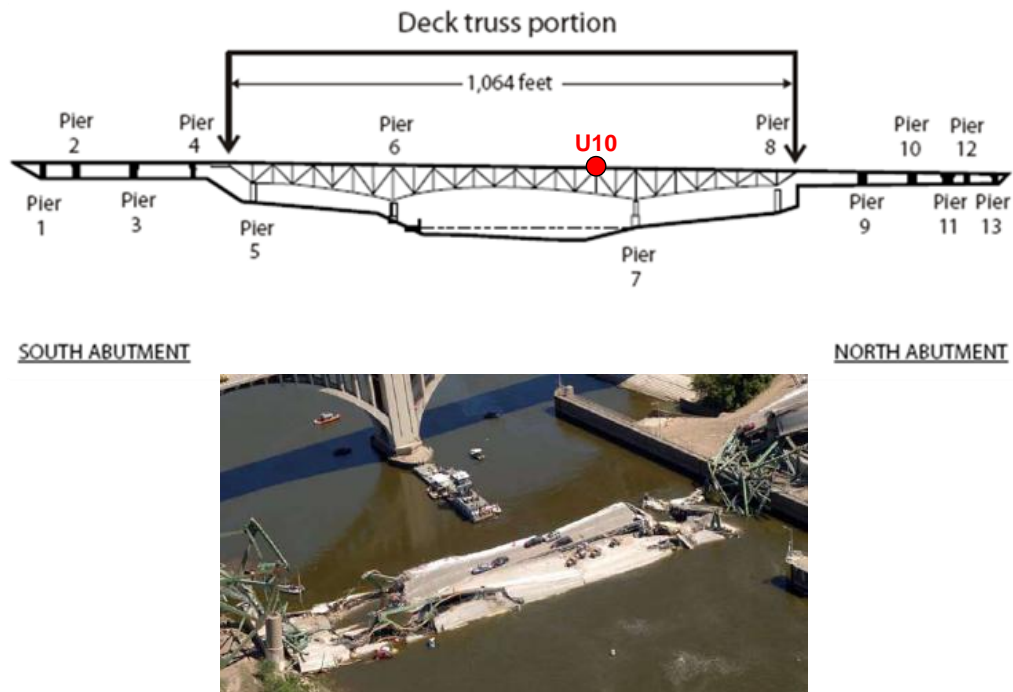 Deck truss portion
1,064 feet
Pier
2
Pier
4
Pier
6
U10
Pier
8
Pier
10
Pier
12
Pier
1
Pier
3
Pier
5
Pier
7
Pier
9
Pier
11
Pier
13
SOUTH ABUTMENT
NORTH ABUTMENT